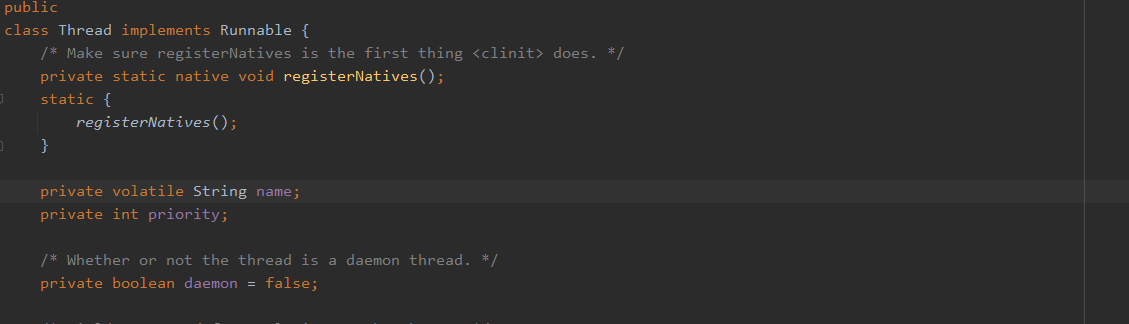 public
class Thread implements Runnable {
/* Make sure registerNatives is the first thing <clinit> does. */
private static native void registerNatives();
static {
registerNatives();
}
private volatile String name;
private int priority;
/* Whether or not the thread is a daemon thread. */
private boolean daemon = false;